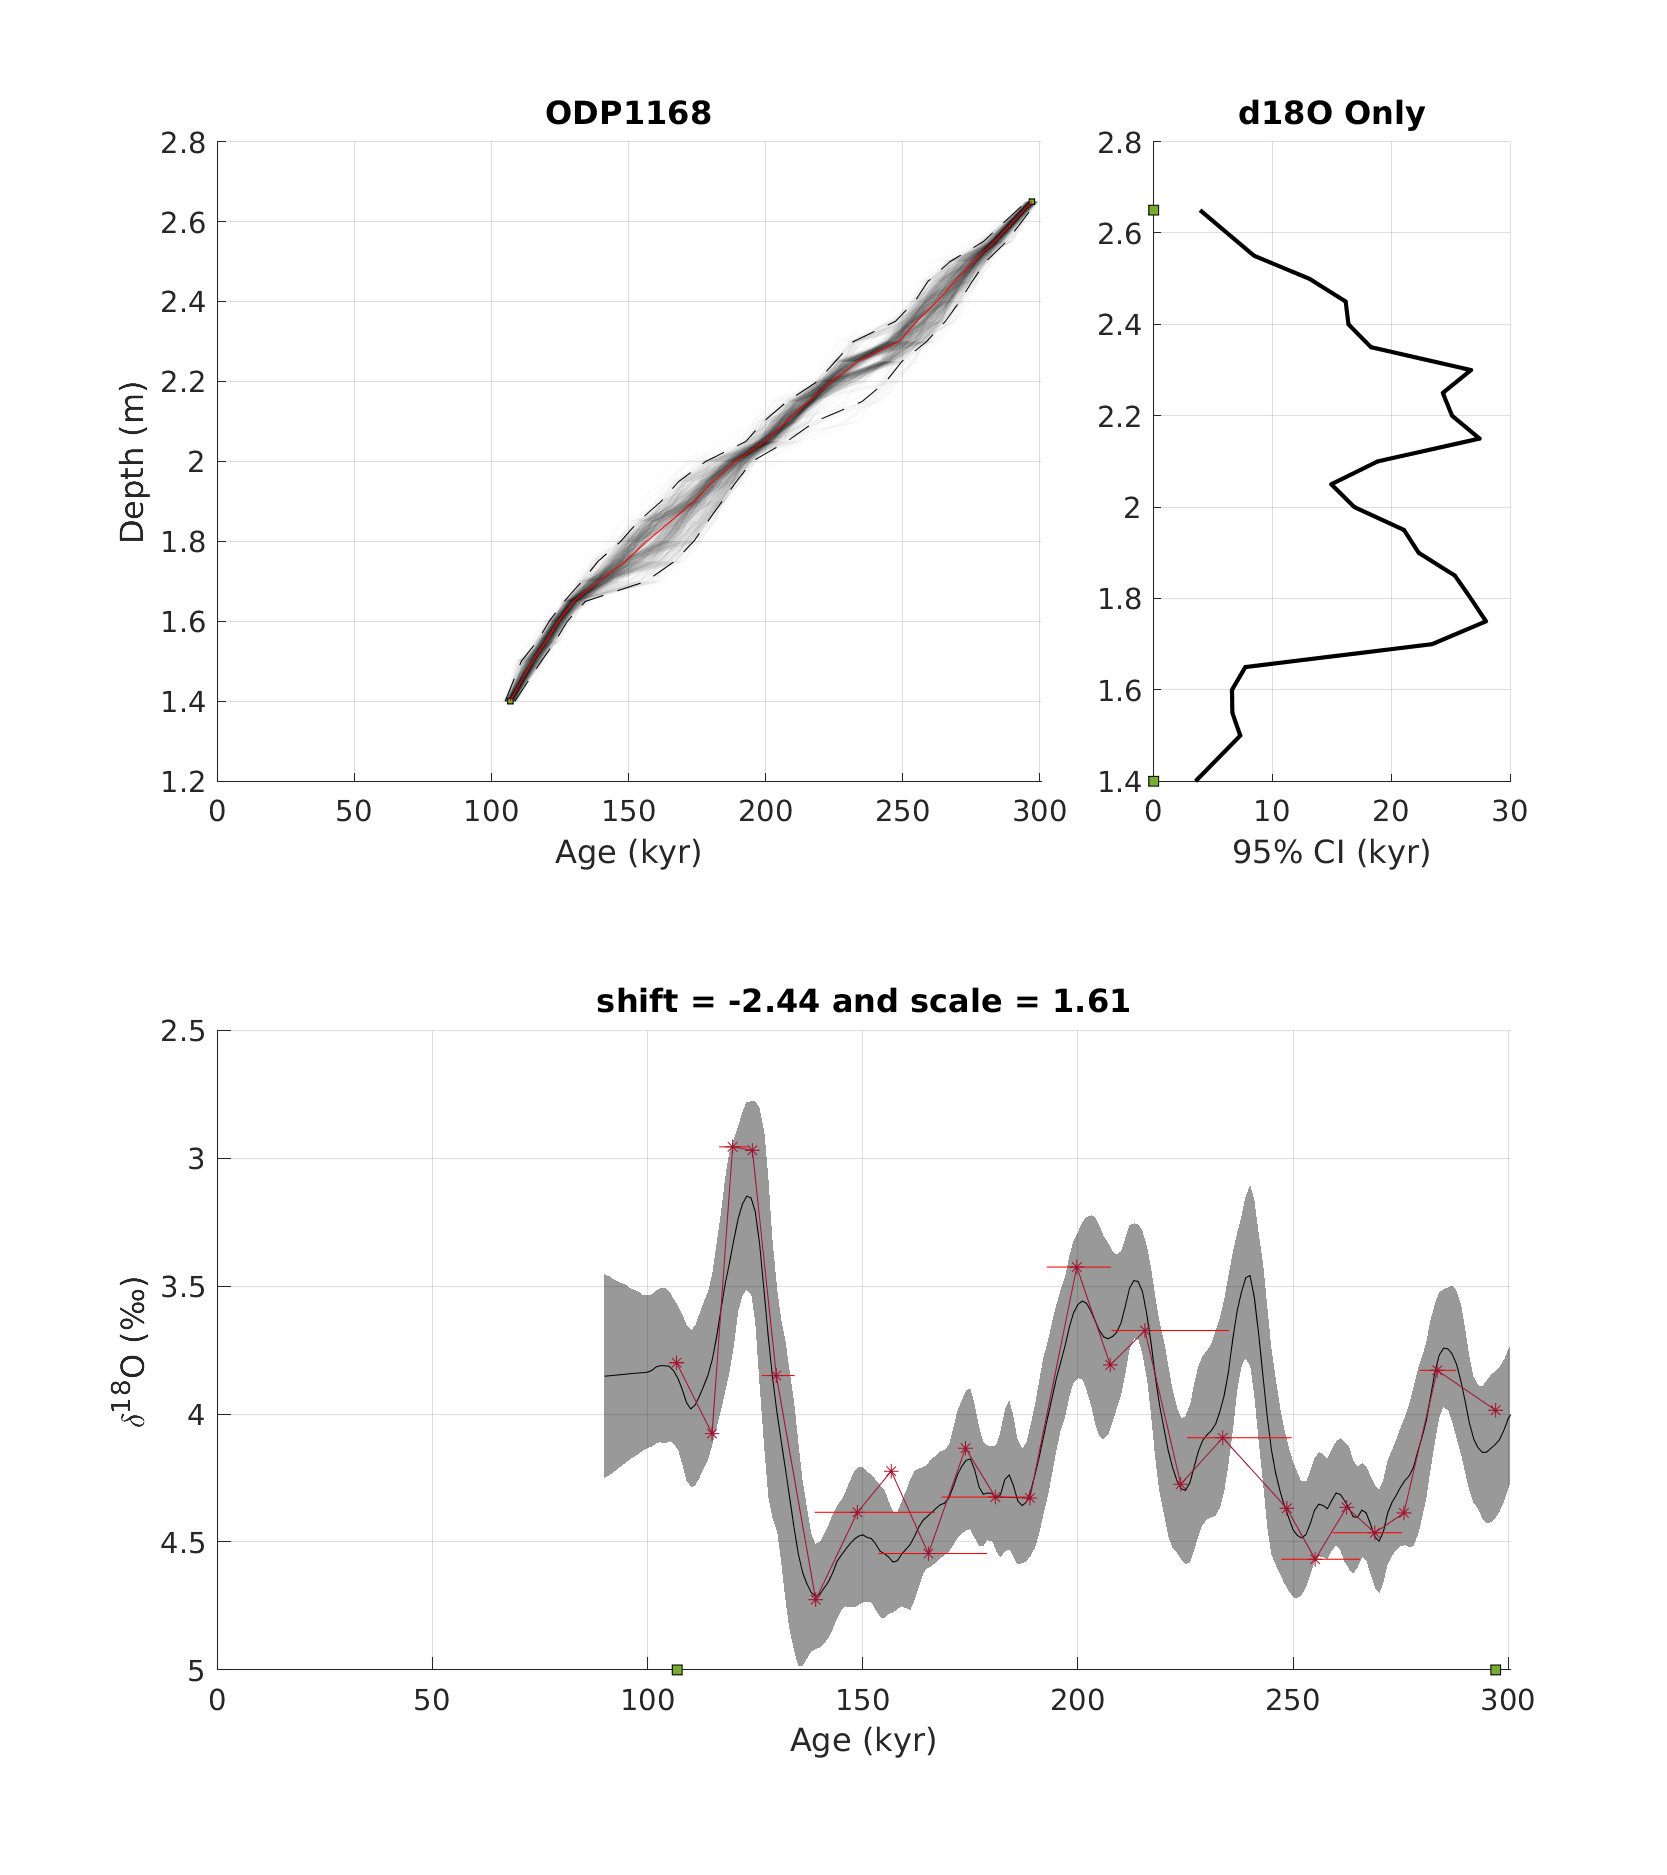 ODP1168
2.8
2.6
2.4
2.2
2
1.8
1.6
1.4
1.2
Depth (m)
0 50 100 150 200 250 300
Age (kyr)
d18O Only
2.8
2.6
2.4
2.2
2
1.8
1.6
1.4
0 10 20 30
95% CI (kyr)
shift = -2.44 and scale = 1.61
2.5
3
3.5
4
4.5
5
δ¹⁸O (‰)
0 50 100 150 200 250 300
Age (kyr)